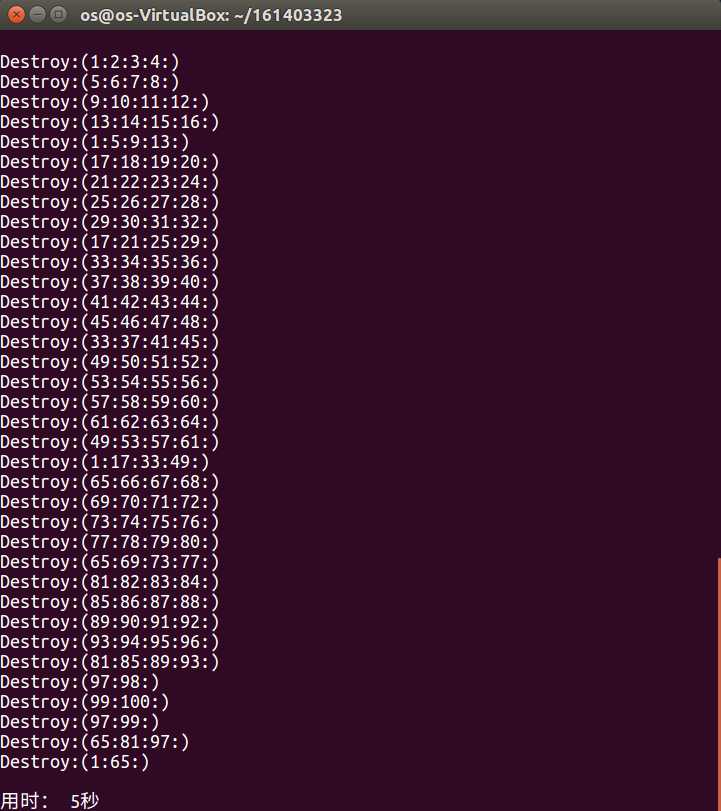 os@os-VirtualBox: ~/161403323
Destroy:(1:2:3:4:)
Destroy:(5:6:7:8:)
Destroy:(9:10:11:12:)
Destroy:(13:14:15:16:)
Destroy:(1:5:9:13:)
Destroy:(17:18:19:20:)
Destroy:(21:22:23:24:)
Destroy:(25:26:27:28:)
Destroy:(29:30:31:32:)
Destroy:(17:21:25:29:)
Destroy:(33:34:35:36:)
Destroy:(37:38:39:40:)
Destroy:(41:42:43:44:)
Destroy:(45:46:47:48:)
Destroy:(33:37:41:45:)
Destroy:(49:50:51:52:)
Destroy:(53:54:55:56:)
Destroy:(57:58:59:60:)
Destroy:(61:62:63:64:)
Destroy:(49:53:57:61:)
Destroy:(1:17:33:49:)
Destroy:(65:66:67:68:)
Destroy:(69:70:71:72:)
Destroy:(73:74:75:76:)
Destroy:(77:78:79:80:)
Destroy:(65:69:73:77:)
Destroy:(81:82:83:84:)
Destroy:(85:86:87:88:)
Destroy:(89:90:91:92:)
Destroy:(93:94:95:96:)
Destroy:(81:85:89:93:)
Destroy:(97:98:)
Destroy:(99:100:)
Destroy:(97:99:)
Destroy:(65:81:97:)
Destroy:(1:65:)
用时： 5秒